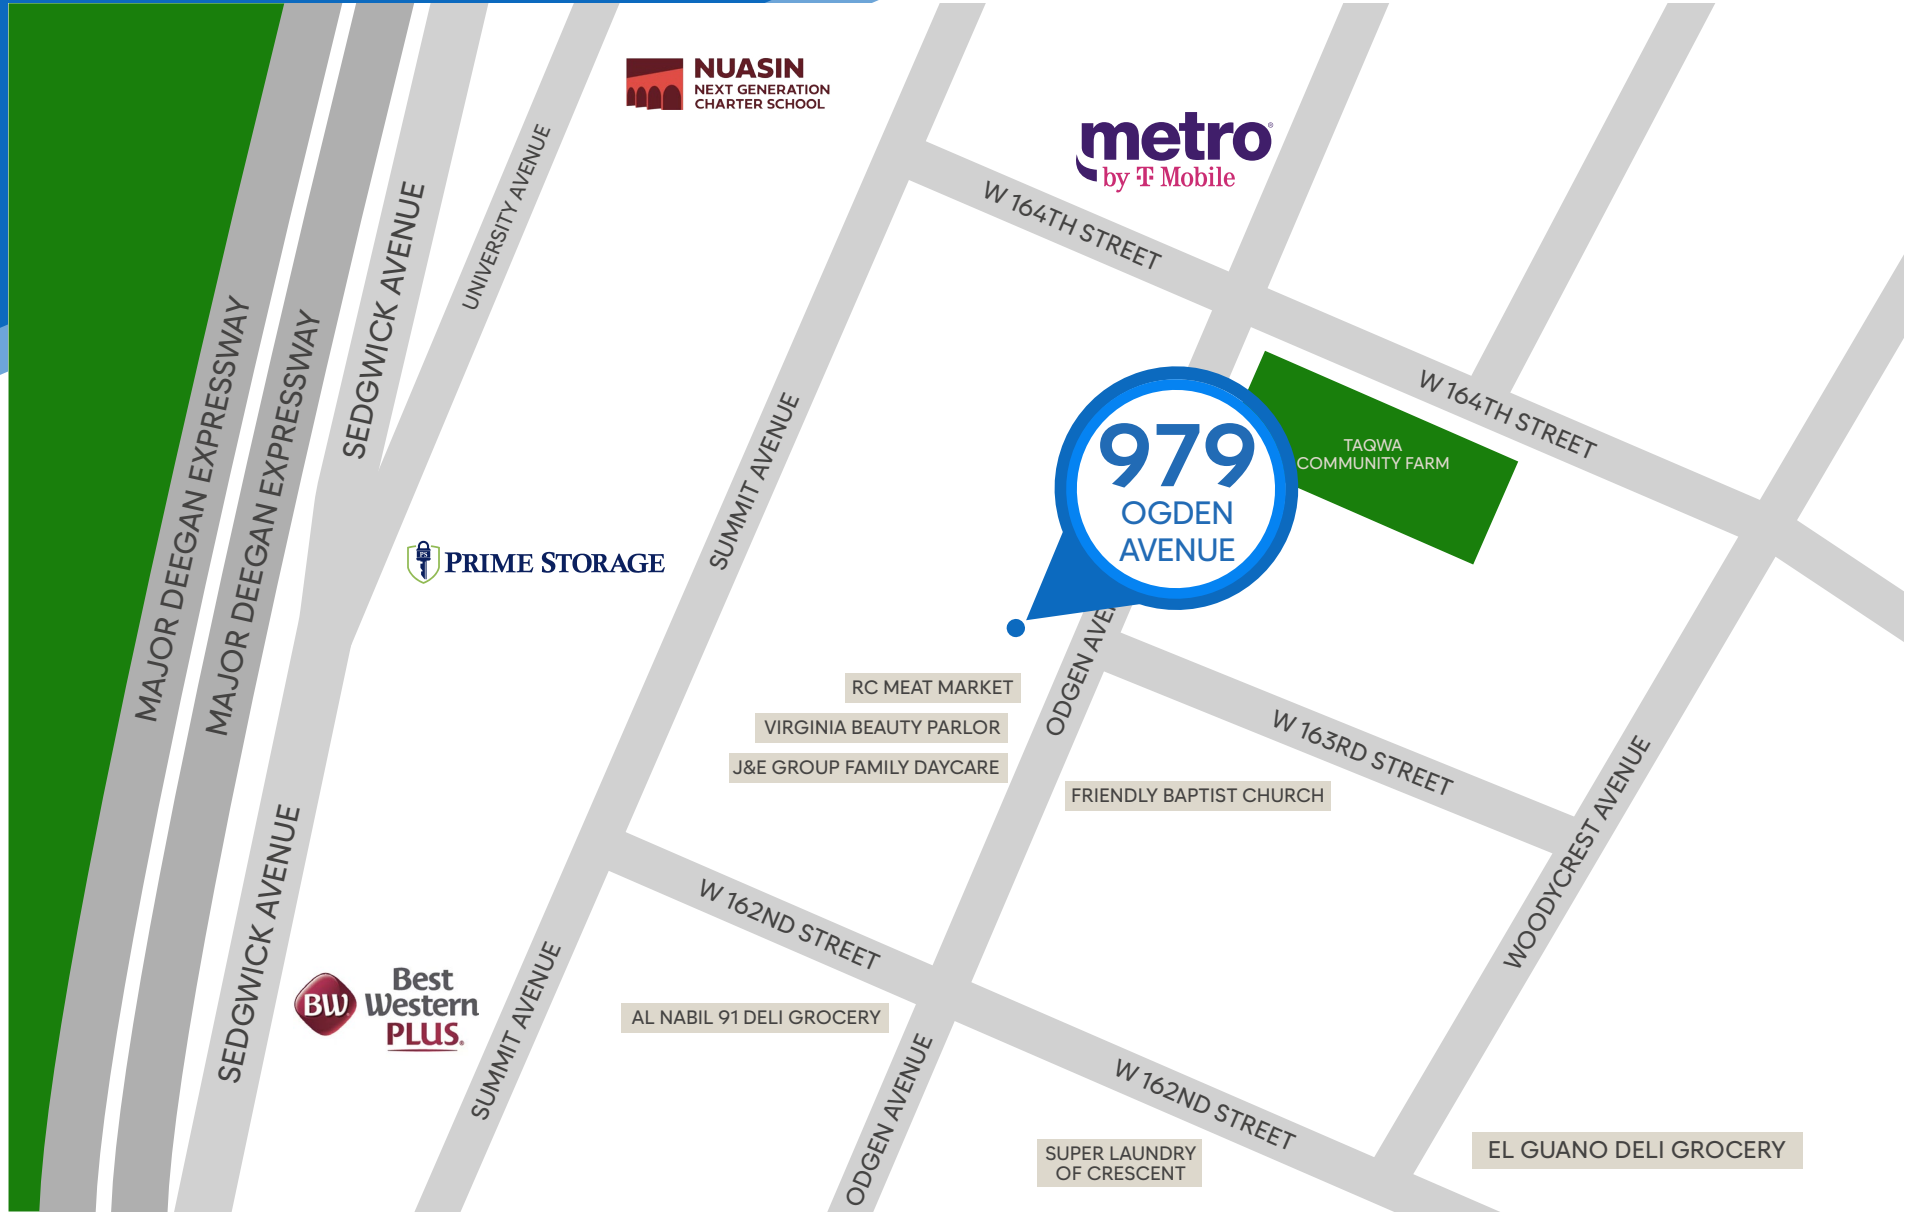 NUASIN
NEXT GENERATION
CHARTER SCHOOL
metro
by T Mobile
UNIVERSITY AVENUE
W 164TH STREET
SEDGWICK AVENUE
MAJOR DEEGAN EXPRESSWAY
MAJOR DEEGAN EXPRESSWAY
SUMMIT AVENUE
W 164TH STREET
979
OGDEN
AVENUE
TAQWA
COMMUNITY FARM
PS
PRIME STORAGE
ODGEN AVE
RC MEAT MARKET
VIRGINIA BEAUTY PARLOR
J&E GROUP FAMILY DAYCARE
W 163RD STREET
FRIENDLY BAPTIST CHURCH
WOODYCREST AVENUE
SEDGWICK AVENUE
W 162ND STREET
SUMMIT AVENUE
BW
Best
Western
PLUS
AL NABIL 91 DELI GROCERY
ODGEN AVENUE
W 162ND STREET
SUPER LAUNDRY
OF CRESCENT
EL GUANO DELI GROCERY